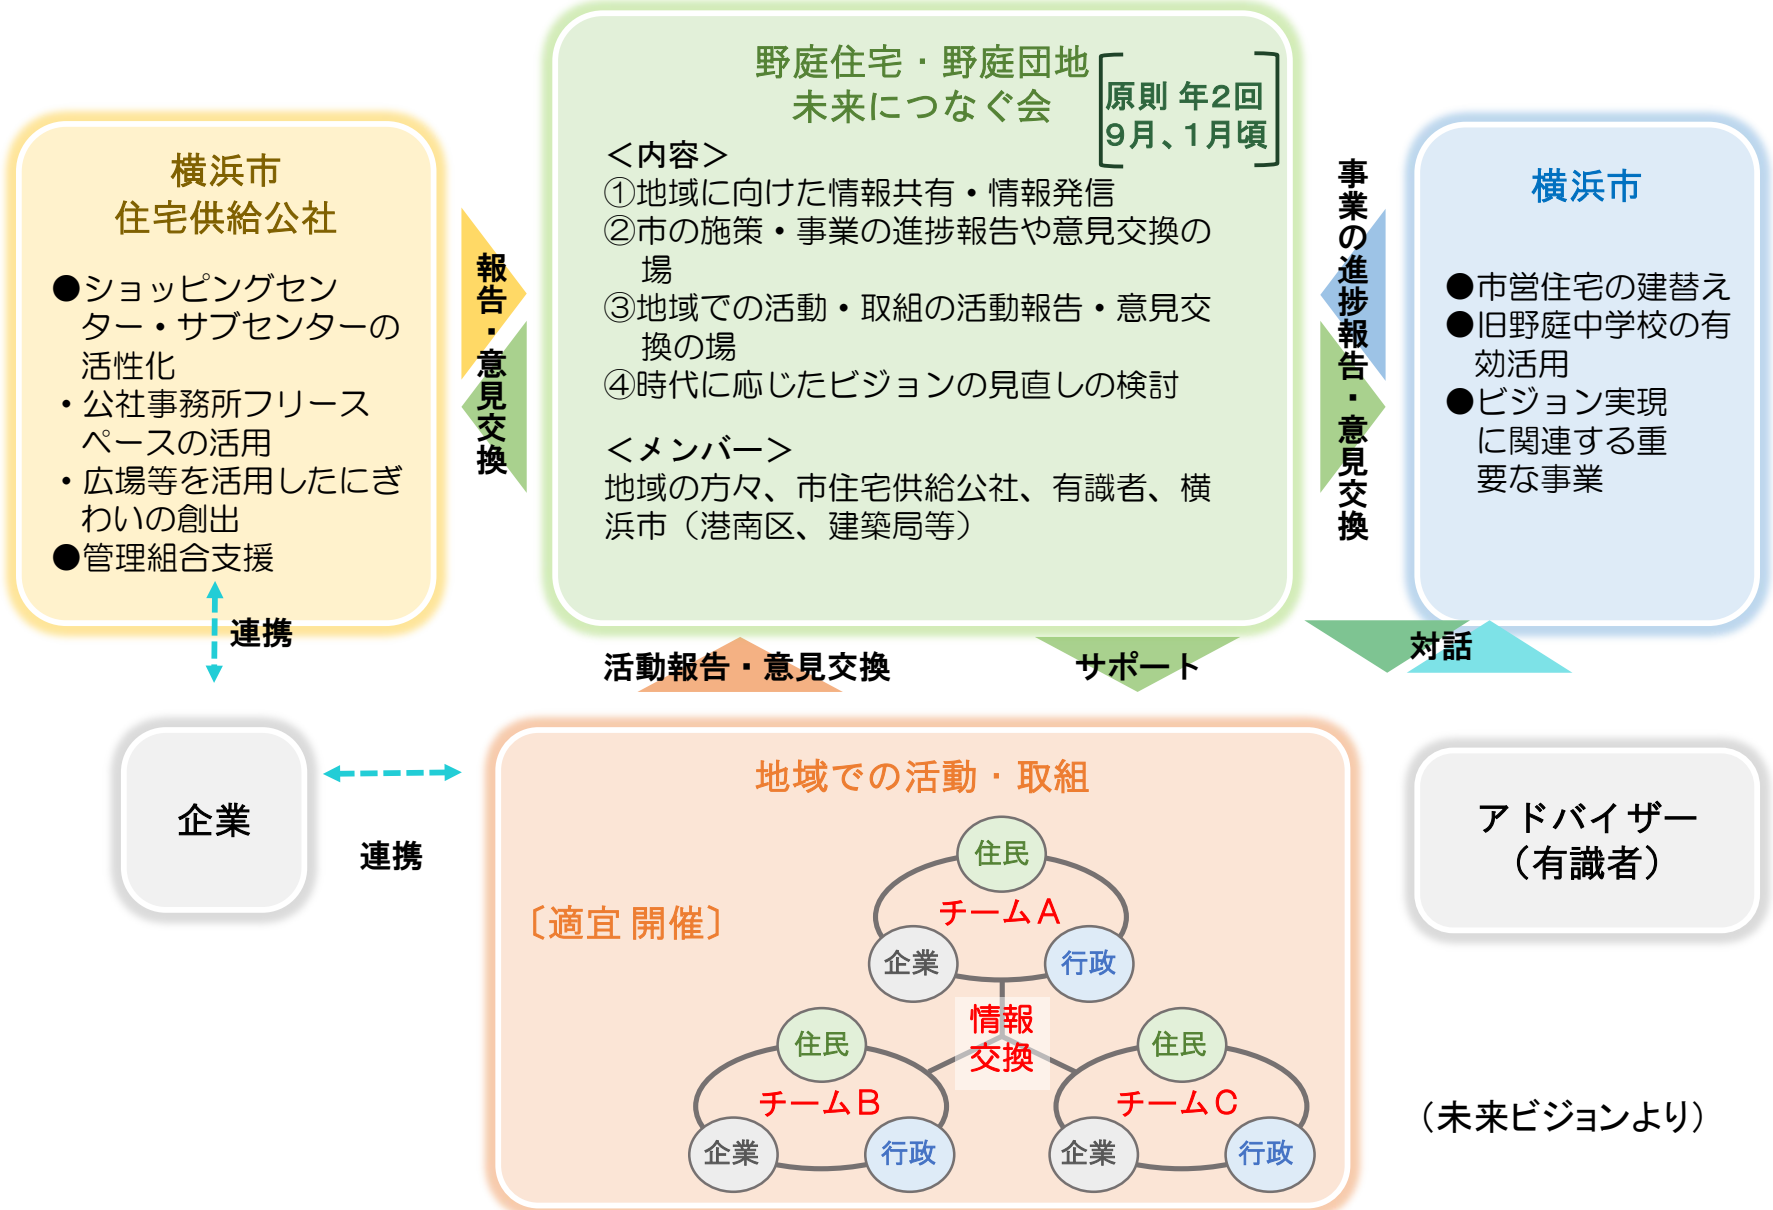 野庭住宅・野庭団地
未来につなぐ会
原則 年2回
9月、1月頃
＜内容＞
①地域に向けた情報共有・情報発信
②市の施策・事業の進捗報告や意見交換の
場
③地域での活動・取組の活動報告・意見交
換の場
④時代に応じたビジョンの見直しの検討
＜メンバー＞
地域の方々、市住宅供給公社、有識者、横
浜市（港南区、建築局等）
横浜市
住宅供給公社
●ショッピングセン
ター・サブセンターの
活性化
・公社事務所フリース
ペースの活用
・広場等を活用したにぎ
わいの創出
●管理組合支援
報告・意見交換
事業の進捗報告・意見交換
横浜市
●市営住宅の建替え
●旧野庭中学校の有
効活用
●ビジョン実現
に関連する重
要な事業
連携
活動報告・意見交換
サポート
対話
企業
連携
地域での活動・取組
〔適宜 開催〕
住民
チームA
企業
行政
情報
交換
住民
チームB
企業
行政
住民
チームC
企業
行政
アドバイザー
（有識者）
（未来ビジョンより）